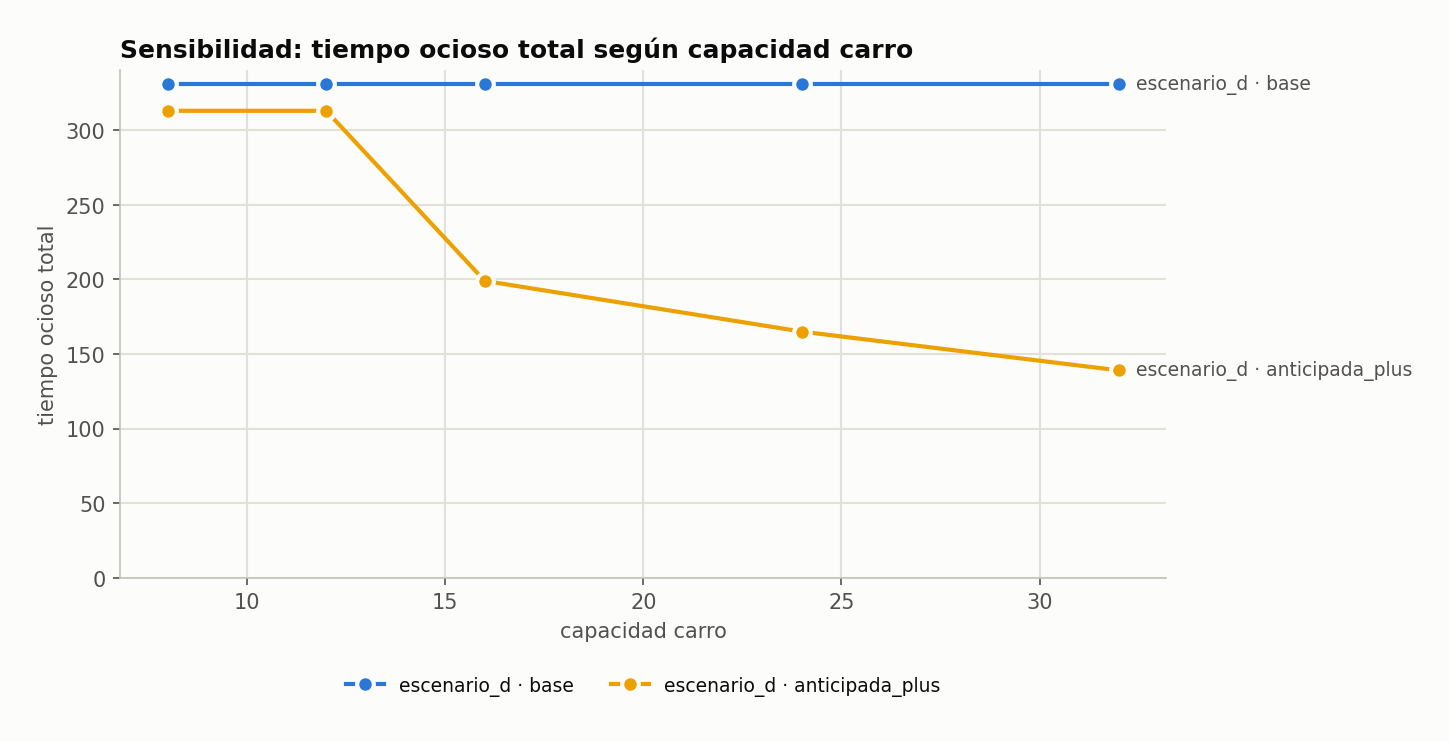 Sensibilidad: tiempo ocioso total según capacidad carro
escenario_d · base
300
250
200
150
100
50
0
tiempo ocioso total
escenario_d · anticipada_plus
10 15 20 25 30
capacidad carro
escenario_d · base escenario_d · anticipada_plus